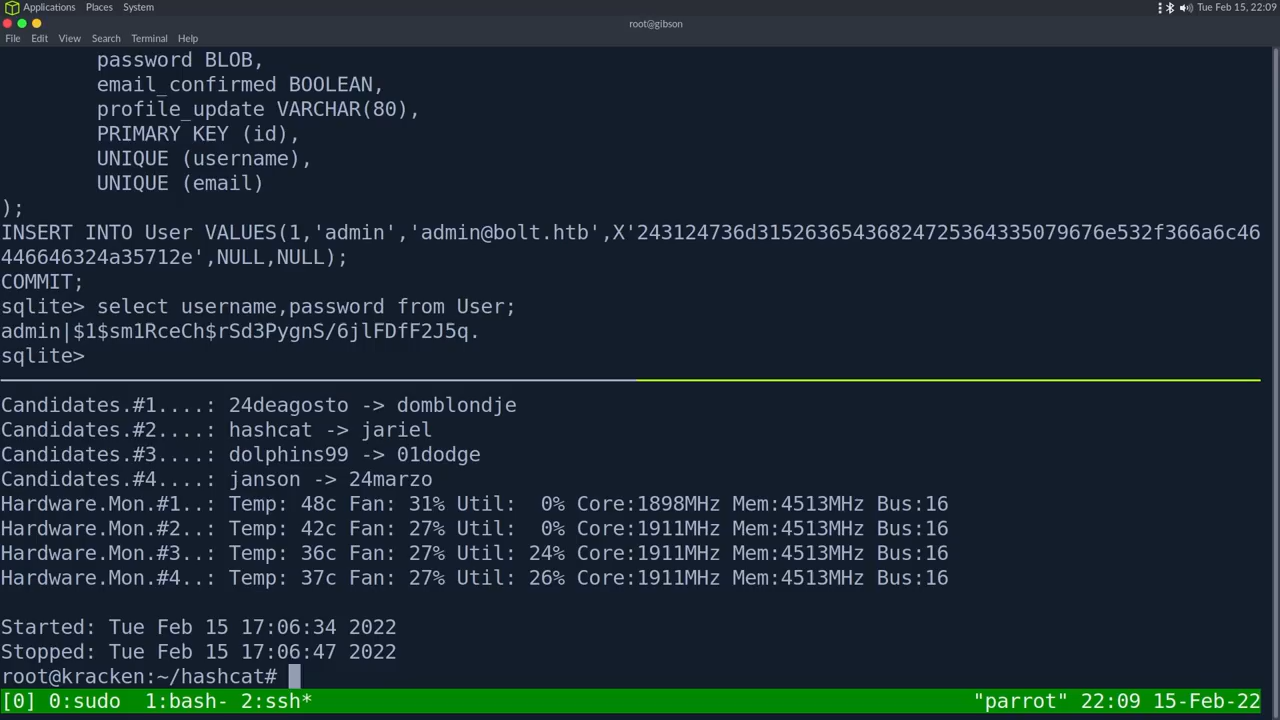 Applications Places System Tue Feb 15, 22:09
root@gibson
File Edit View Search Terminal Help
password BLOB,
email_confirmed BOOLEAN,
profile_update VARCHAR(80),
PRIMARY KEY (id),
UNIQUE (username),
UNIQUE (email)
);
INSERT INTO User VALUES(1,'admin','admin@bolt.htb',X'243124736d3152636543682472536433507967​6e532f366a6c46
446646324a35712e',NULL,NULL);
COMMIT;
sqlite> select username,password from User;
admin|$1$sm1RceCh$rSd3PygnS/6jlFDfF2J5q.
sqlite>
Candidates.#1....: 24deagosto -> domblondje
Candidates.#2....: hashcat -> jariel
Candidates.#3....: dolphins99 -> 01dodge
Candidates.#4....: janson -> 24marzo
Hardware.Mon.#1..: Temp: 48c Fan: 31% Util:  0% Core:1898MHz Mem:4513MHz Bus:16
Hardware.Mon.#2..: Temp: 42c Fan: 27% Util:  0% Core:1911MHz Mem:4513MHz Bus:16
Hardware.Mon.#3..: Temp: 36c Fan: 27% Util: 24% Core:1911MHz Mem:4513MHz Bus:16
Hardware.Mon.#4..: Temp: 37c Fan: 27% Util: 26% Core:1911MHz Mem:4513MHz Bus:16
Started: Tue Feb 15 17:06:34 2022
Stopped: Tue Feb 15 17:06:47 2022
root@kracken:~/hashcat#
[0] 0:sudo  1:bash- 2:ssh* "parrot" 22:09 15-Feb-22